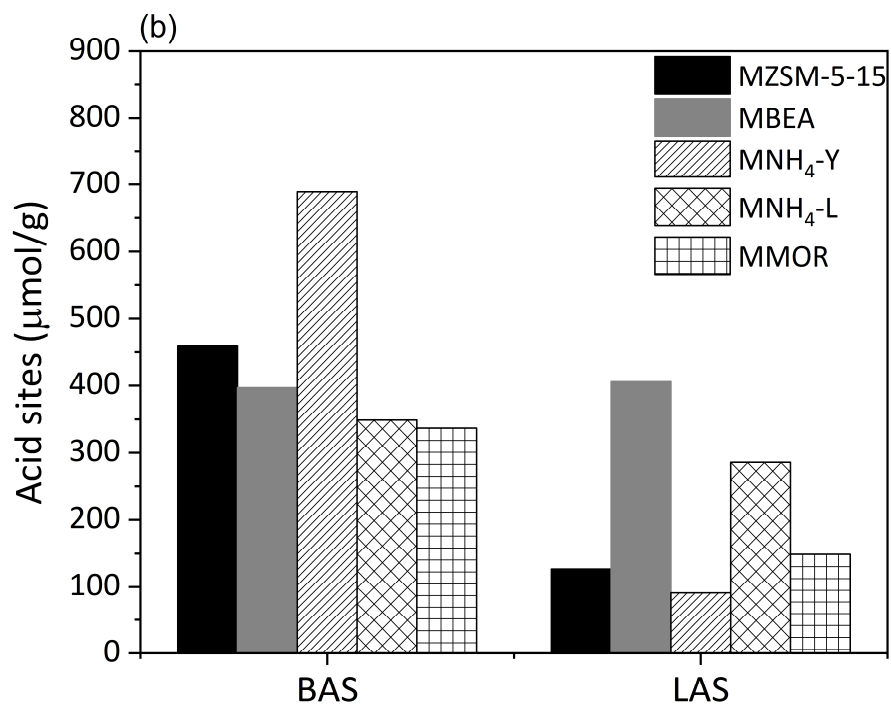 (b)
900
800
700
600
500
400
300
200
100
0
Acid sites (μmol/g)
MZSM-5-15
MBEA
MNH₄-Y
MNH₄-L
MMOR
BAS LAS